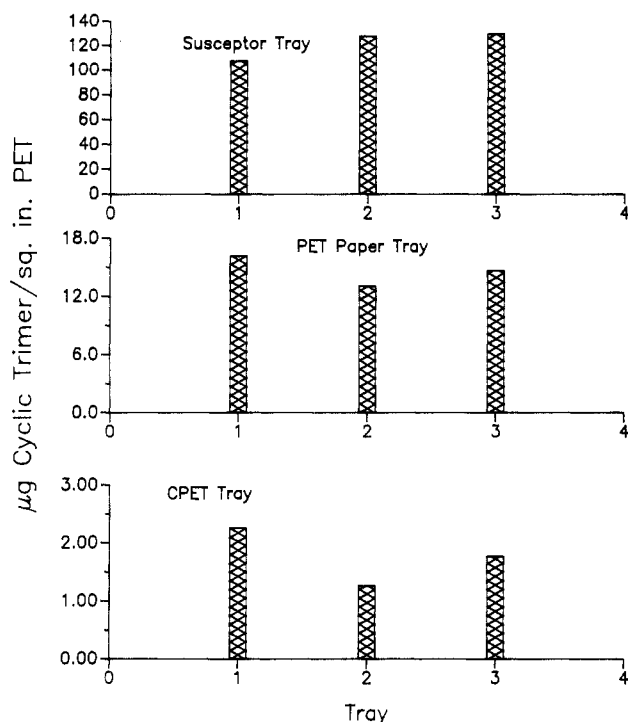 µg Cyclic Trimer/sq. in. PET
Susceptor Tray
140
120
100
80
60
40
20
0
0 1 2 3 4
PET Paper Tray
18.0
12.0
6.0
0.0
0 1 2 3 4
CPET Tray
3.00
2.00
1.00
0.00
0 1 2 3 4
Tray